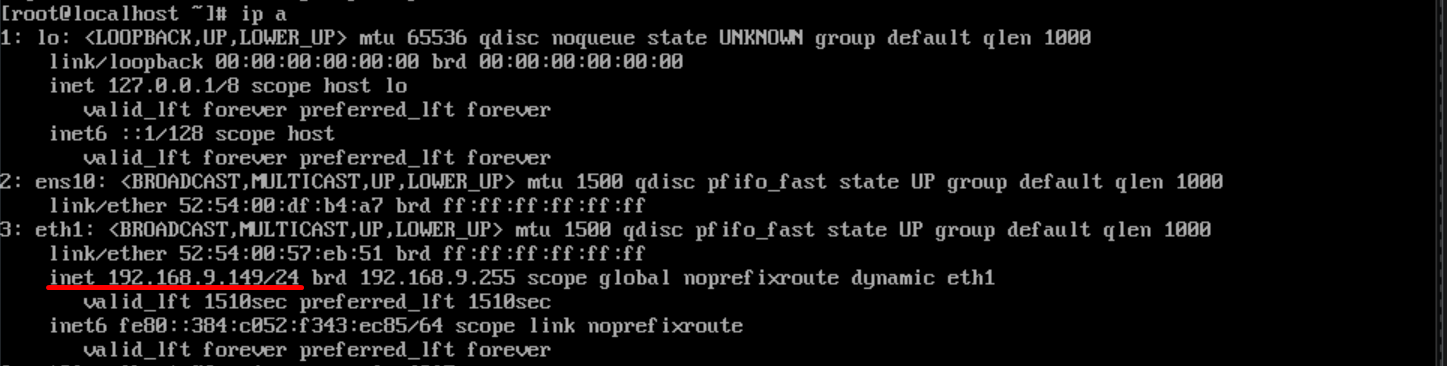 [root@localhost ~]# ip a
1: lo: <LOOPBACK,UP,LOWER_UP> mtu 65536 qdisc noqueue state UNKNOWN group default qlen 1000
    link/loopback 00:00:00:00:00:00 brd 00:00:00:00:00:00
    inet 127.0.0.1/8 scope host lo
       valid_lft forever preferred_lft forever
    inet6 ::1/128 scope host
       valid_lft forever preferred_lft forever
2: ens10: <BROADCAST,MULTICAST,UP,LOWER_UP> mtu 1500 qdisc pfifo_fast state UP group default qlen 1000
    link/ether 52:54:00:df:b4:a7 brd ff:ff:ff:ff:ff:ff
3: eth1: <BROADCAST,MULTICAST,UP,LOWER_UP> mtu 1500 qdisc pfifo_fast state UP group default qlen 1000
    link/ether 52:54:00:57:eb:51 brd ff:ff:ff:ff:ff:ff
    inet 192.168.9.149/24 brd 192.168.9.255 scope global noprefixroute dynamic eth1
       valid_lft 1510sec preferred_lft 1510sec
    inet6 fe80::384:c052:f343:ec85/64 scope link noprefixroute
       valid_lft forever preferred_lft forever